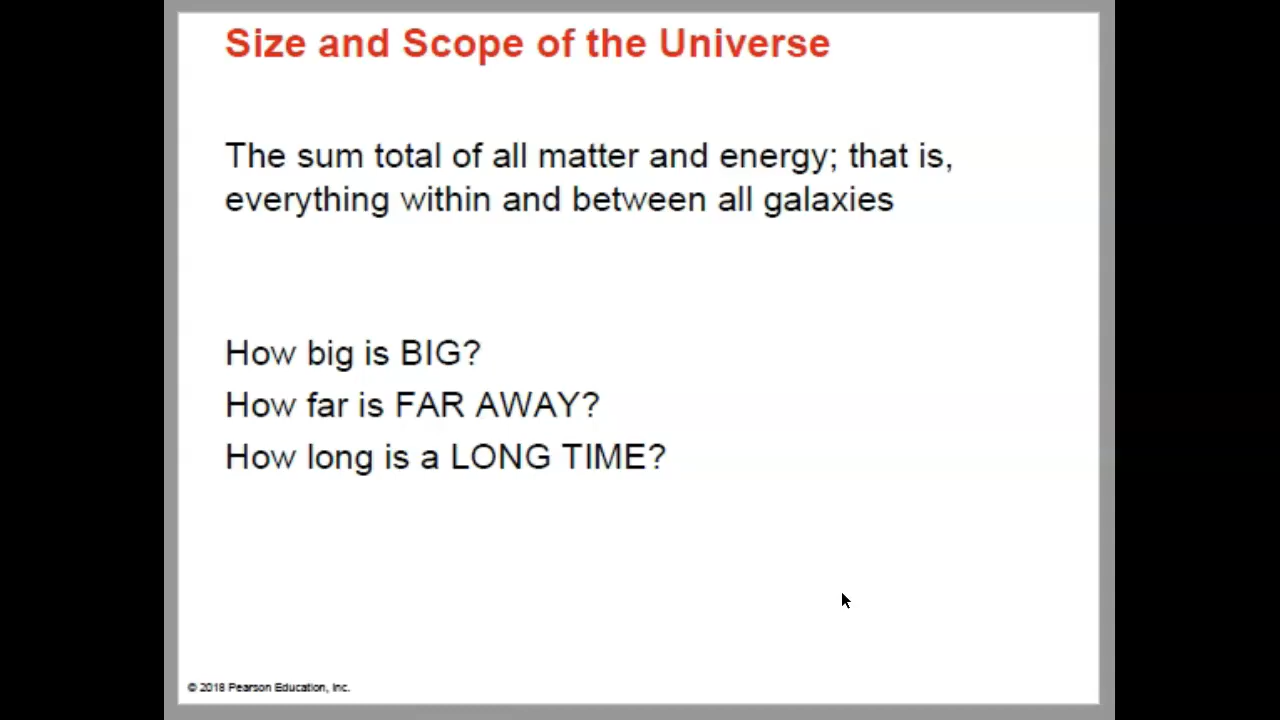 Size and Scope of the Universe
The sum total of all matter and energy; that is,
everything within and between all galaxies
How big is BIG?
How far is FAR AWAY?
How long is a LONG TIME?
© 2018 Pearson Education, Inc.